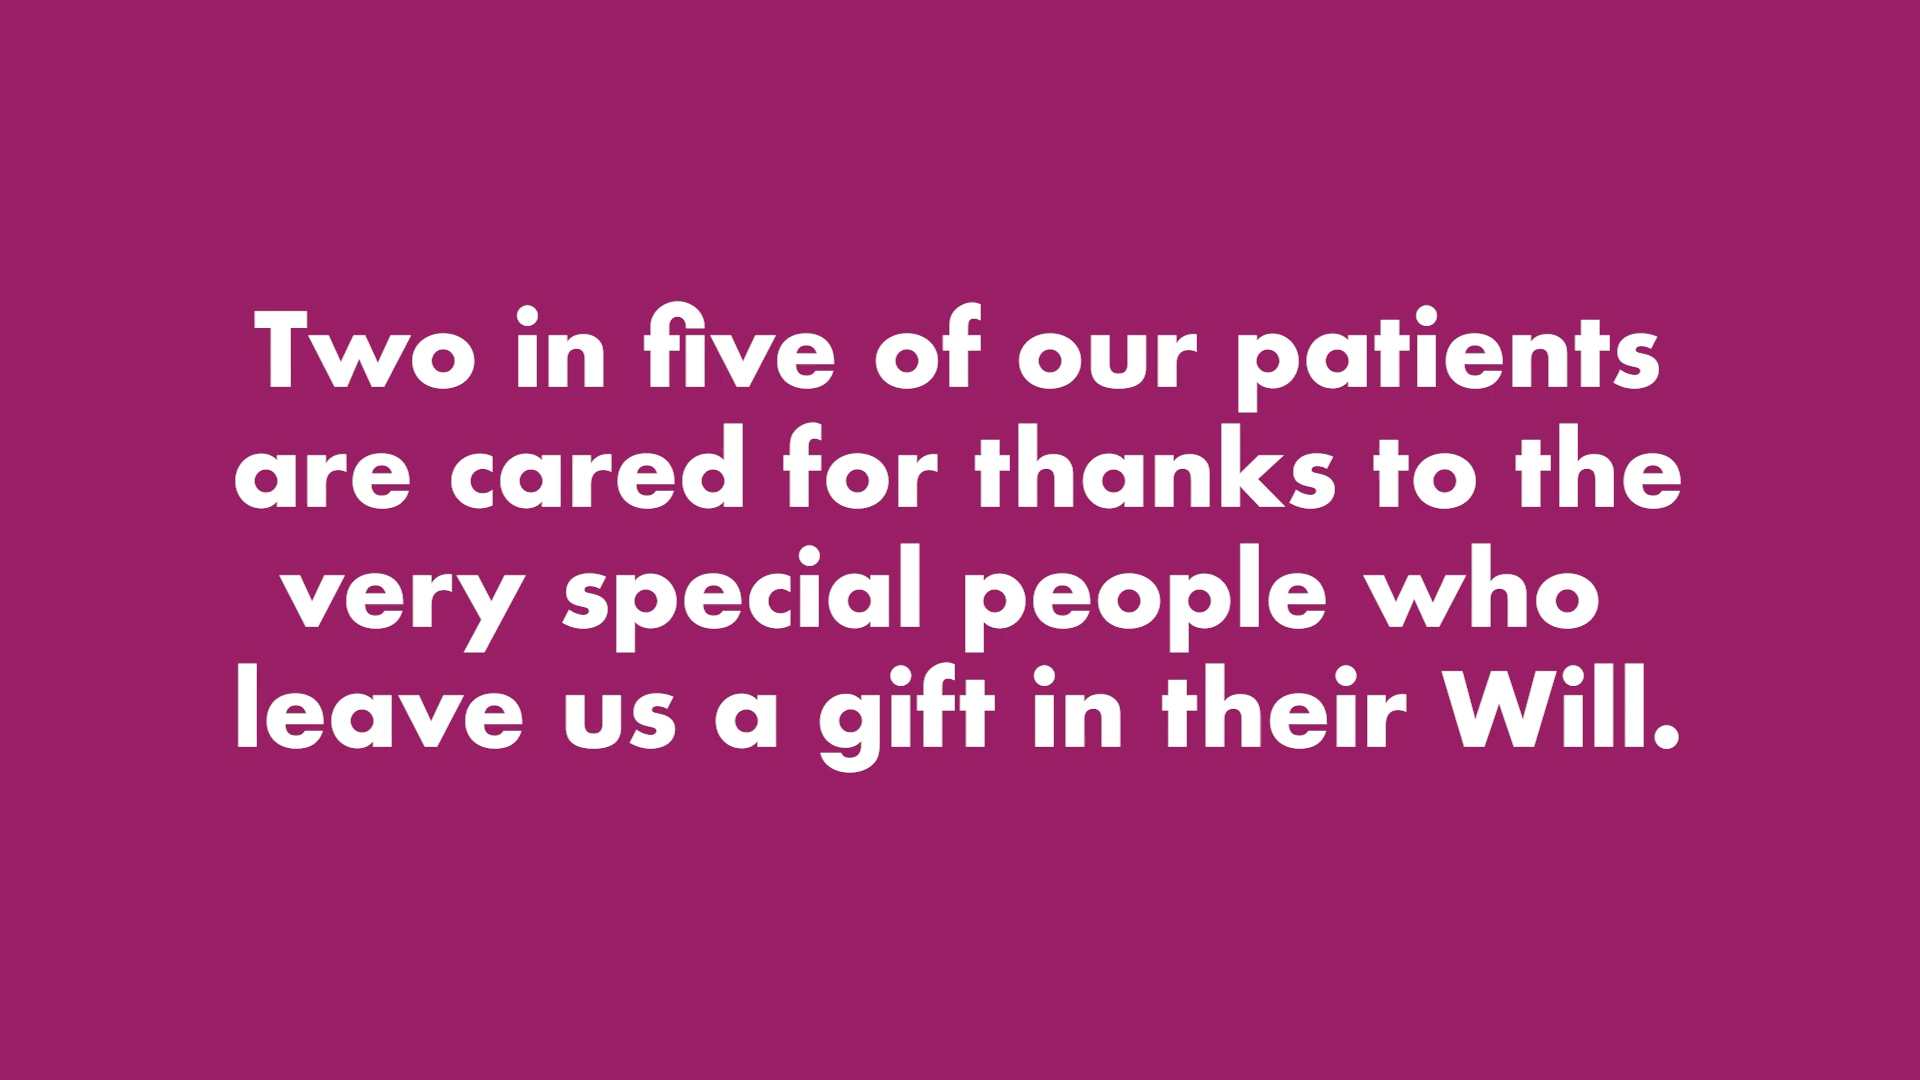 Two in five of our patients
are cared for thanks to the
very special people who
leave us a gift in their Will.